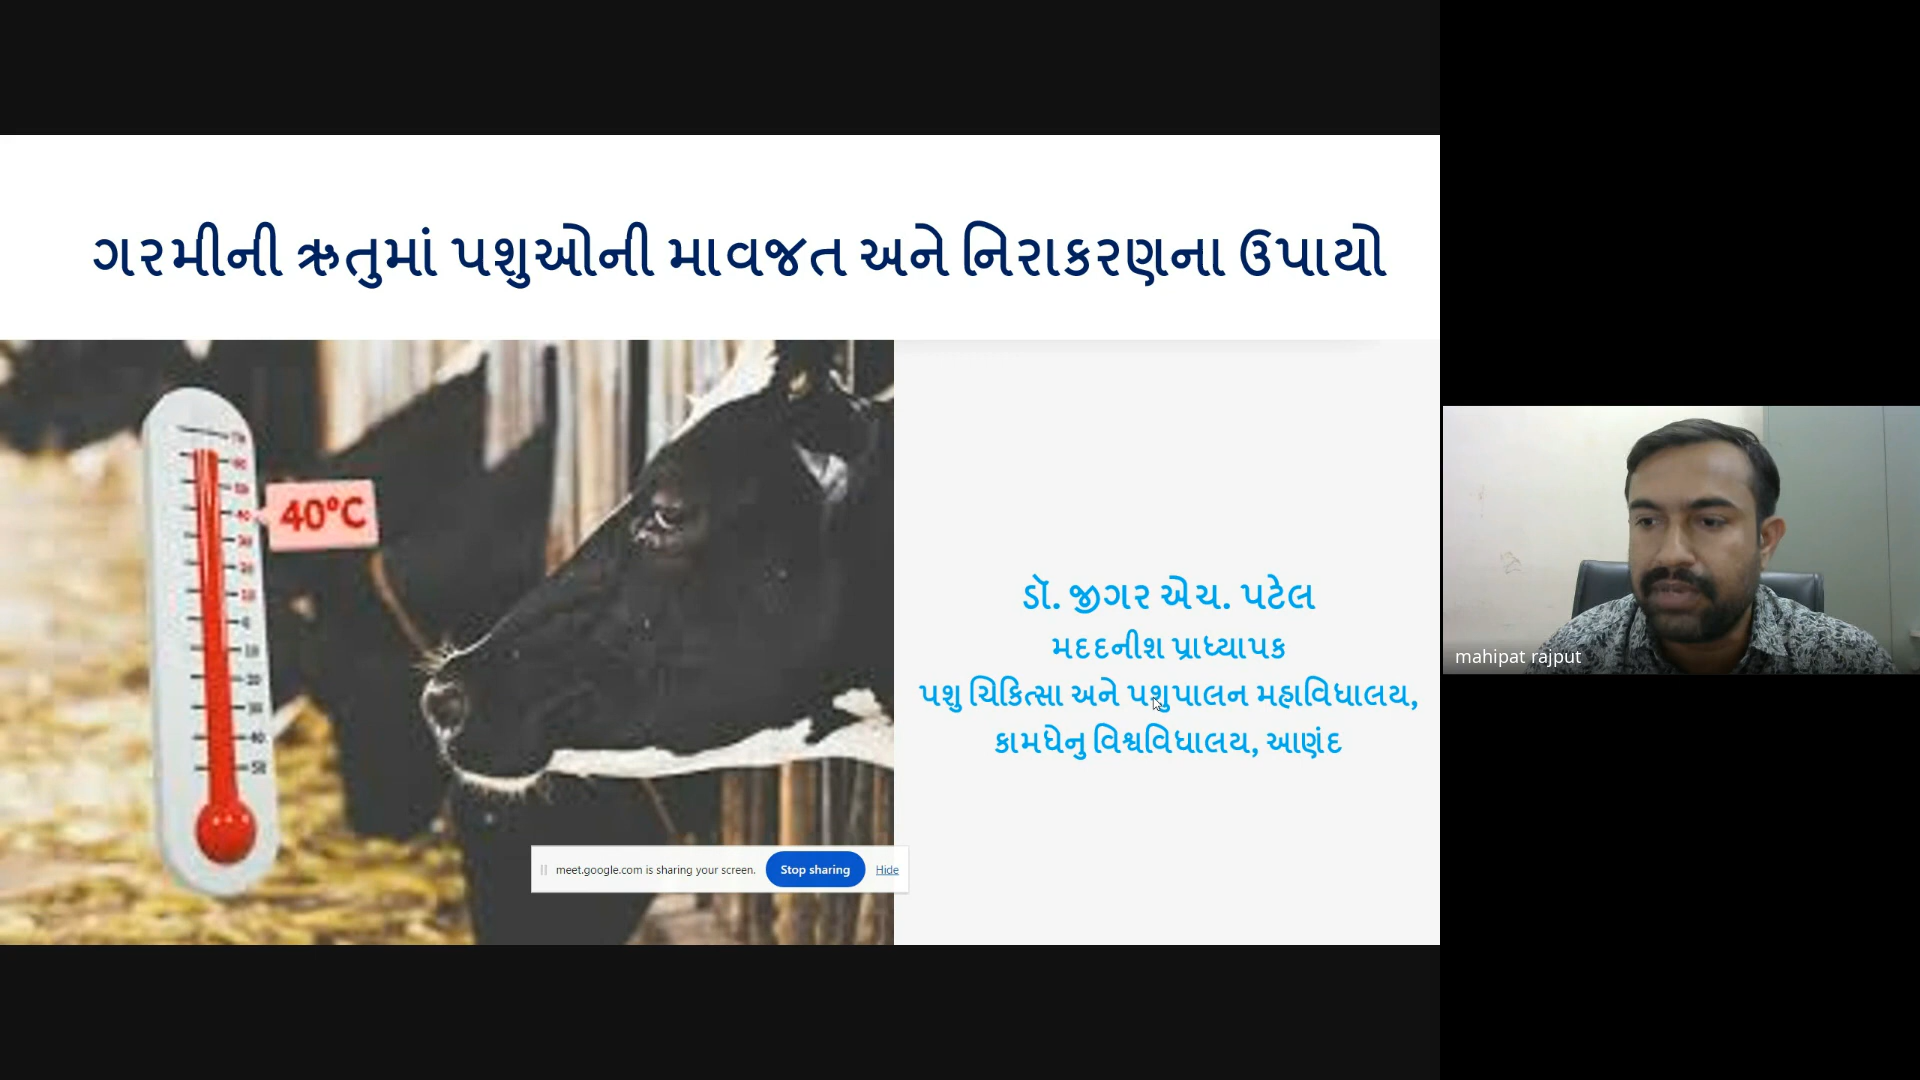 ગરમીની ઋતુમાં પશુઓની માવજત અને નિરાકરણના ઉપાયો
40°C
ડૉ. જીગર એચ. પટેલ
મદદનીશ પ્રાધ્યાપક
પશુ ચિકિત્સા અને પશુપાલન મહાવિધાલય,
કામધેનુ વિશ્વવિધાલય, આણંદ
meet.google.com is sharing your screen. Stop sharing Hide
mahipat rajput